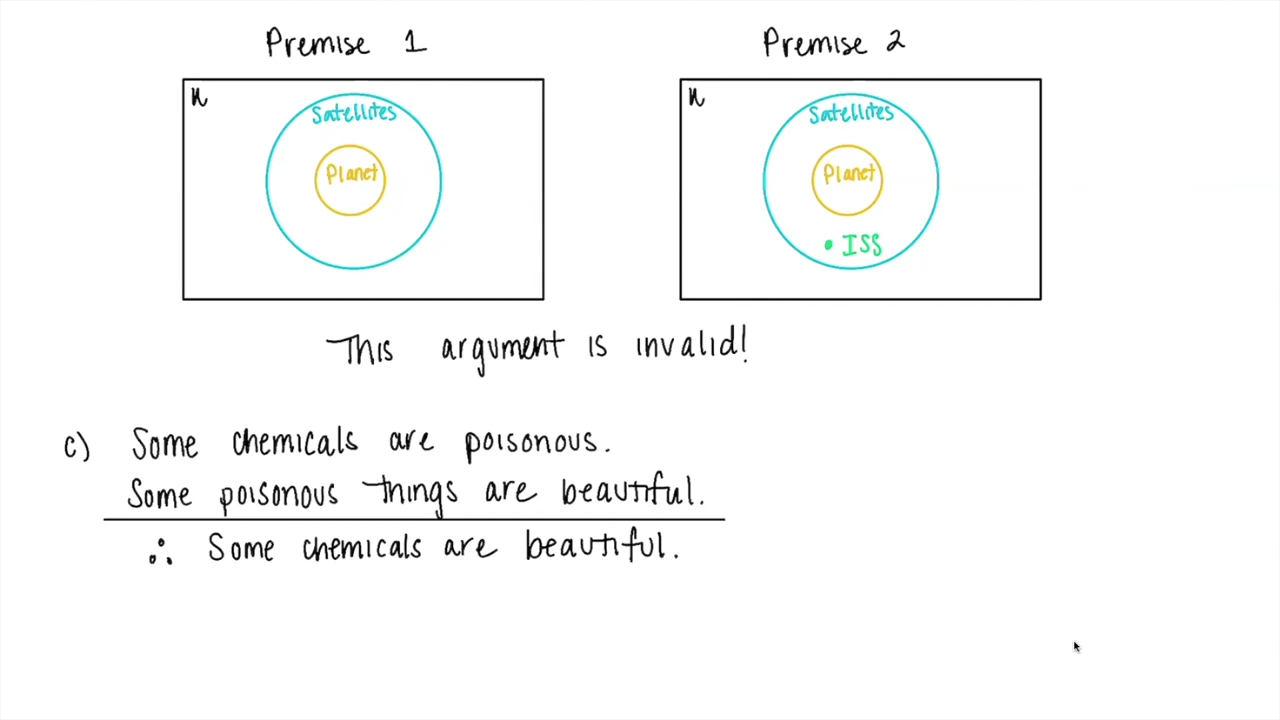 Premise 1
Premise 2
U
Satellites
Planet
U
Satellites
Planet
• ISS
This argument is invalid!
c) Some chemicals are poisonous.
Some poisonous things are beautiful.
∴ Some chemicals are beautiful.